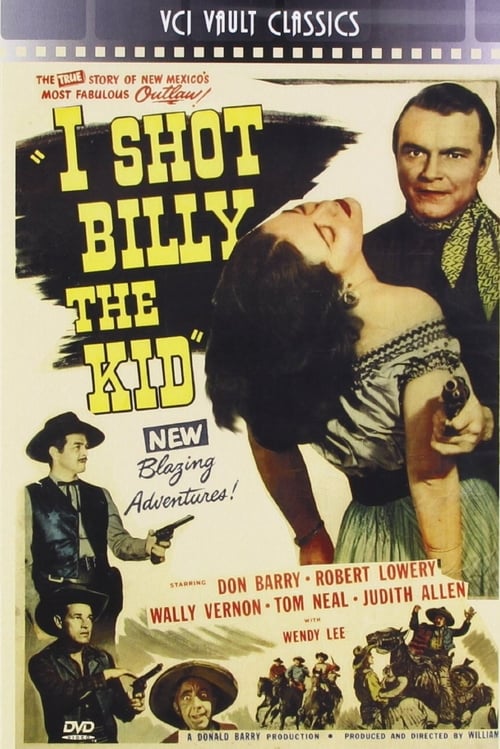 VCI VAULT CLASSICS
THE TRUE STORY OF NEW MEXICO'S
MOST FABULOUS Outlaw!
"I SHOT
BILLY
THE
KID"
NEW
Blazing
Adventures!
STARRING DON BARRY · ROBERT LOWERY
WALLY VERNON · TOM NEAL · JUDITH ALLEN
WITH
WENDY LEE
DVD
VIDEO
A DONALD BARRY PRODUCTION · PRODUCED AND DIRECTED BY WILLIAM